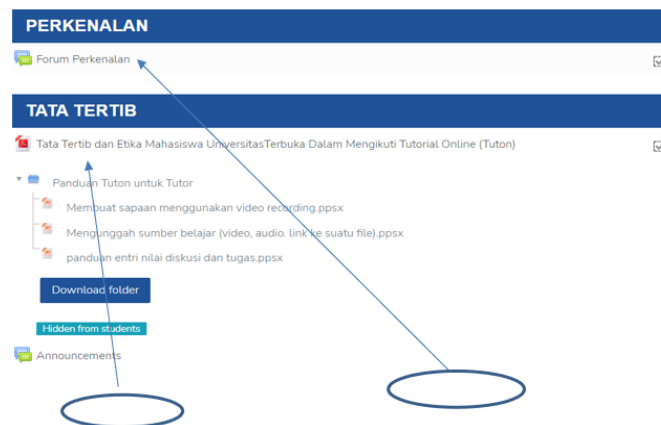 PERKENALAN
Forum Perkenalan
TATA TERTIB
Tata Tertib dan Etika Mahasiswa UniversitasTerbuka Dalam Mengikuti Tutorial Online (Tuton)
Panduan Tuton untuk Tutor
Membuat sapaan menggunakan video recording.ppsx
Mengunggah sumber belajar (video, audio. link ke suatu file).ppsx
panduan entri nilai diskusi dan tugas.ppsx
Download folder
Hidden from students
Announcements